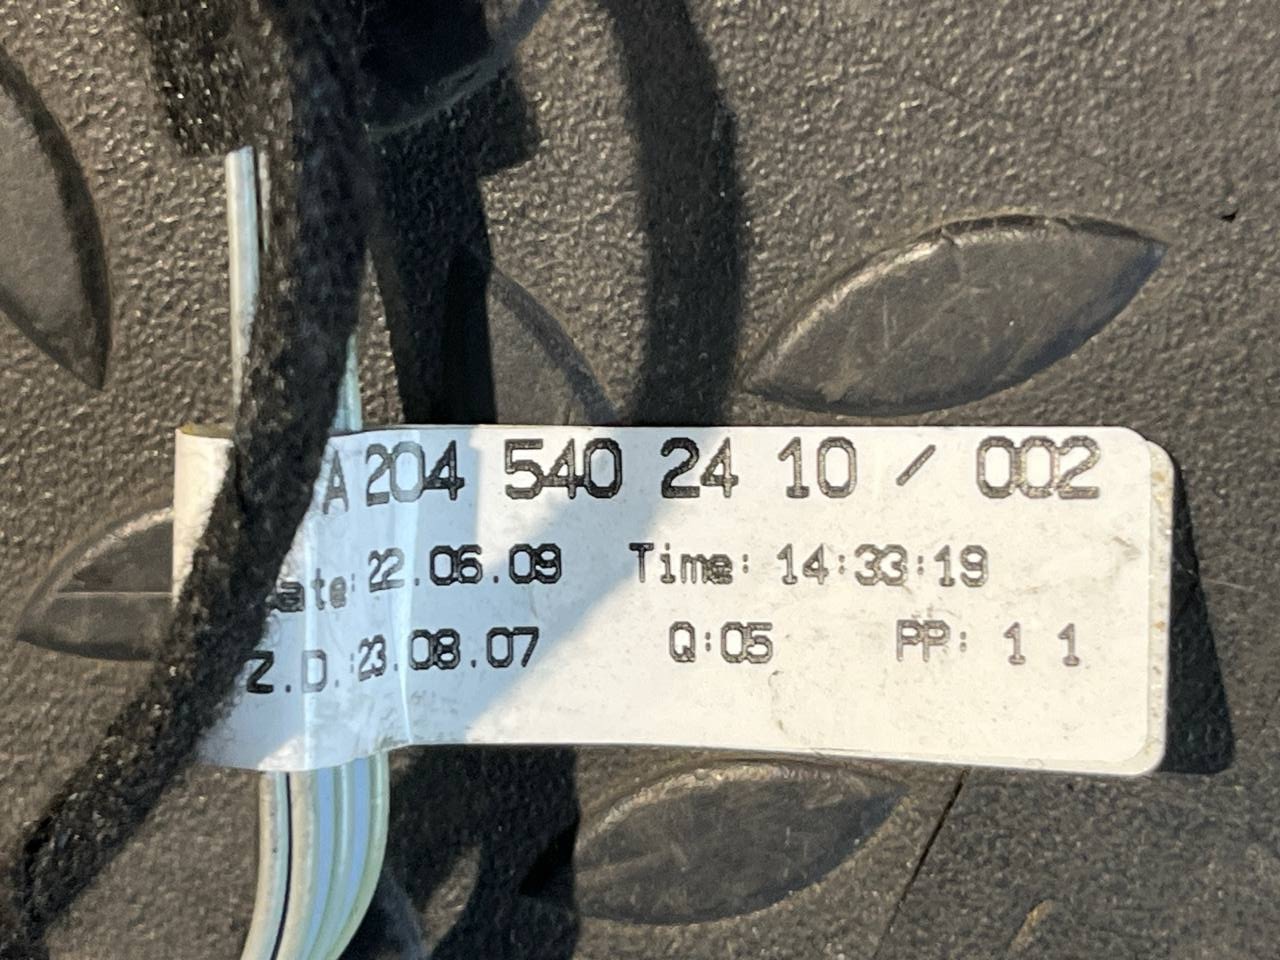 A 204 540 24 10 / 002
Date: 22.06.09 Time: 14:33:19
Z.D.:23.08.07 Q:05 PP: 1 1